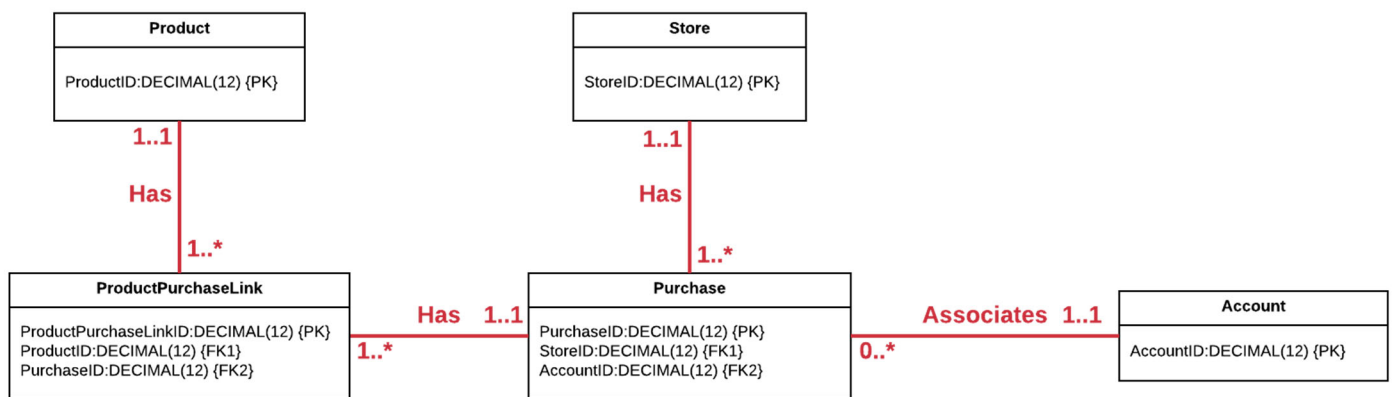 Product
ProductID:DECIMAL(12) {PK}
Store
StoreID:DECIMAL(12) {PK}
1..1
Has
1..*
1..1
Has
1..*
ProductPurchaseLink
ProductPurchaseLinkID:DECIMAL(12) {PK}
ProductID:DECIMAL(12) {FK1}
PurchaseID:DECIMAL(12) {FK2}
Has 1..1
1..*
Purchase
PurchaseID:DECIMAL(12) {PK}
StoreID:DECIMAL(12) {FK1}
AccountID:DECIMAL(12) {FK2}
Associates 1..1
0..*
Account
AccountID:DECIMAL(12) {PK}